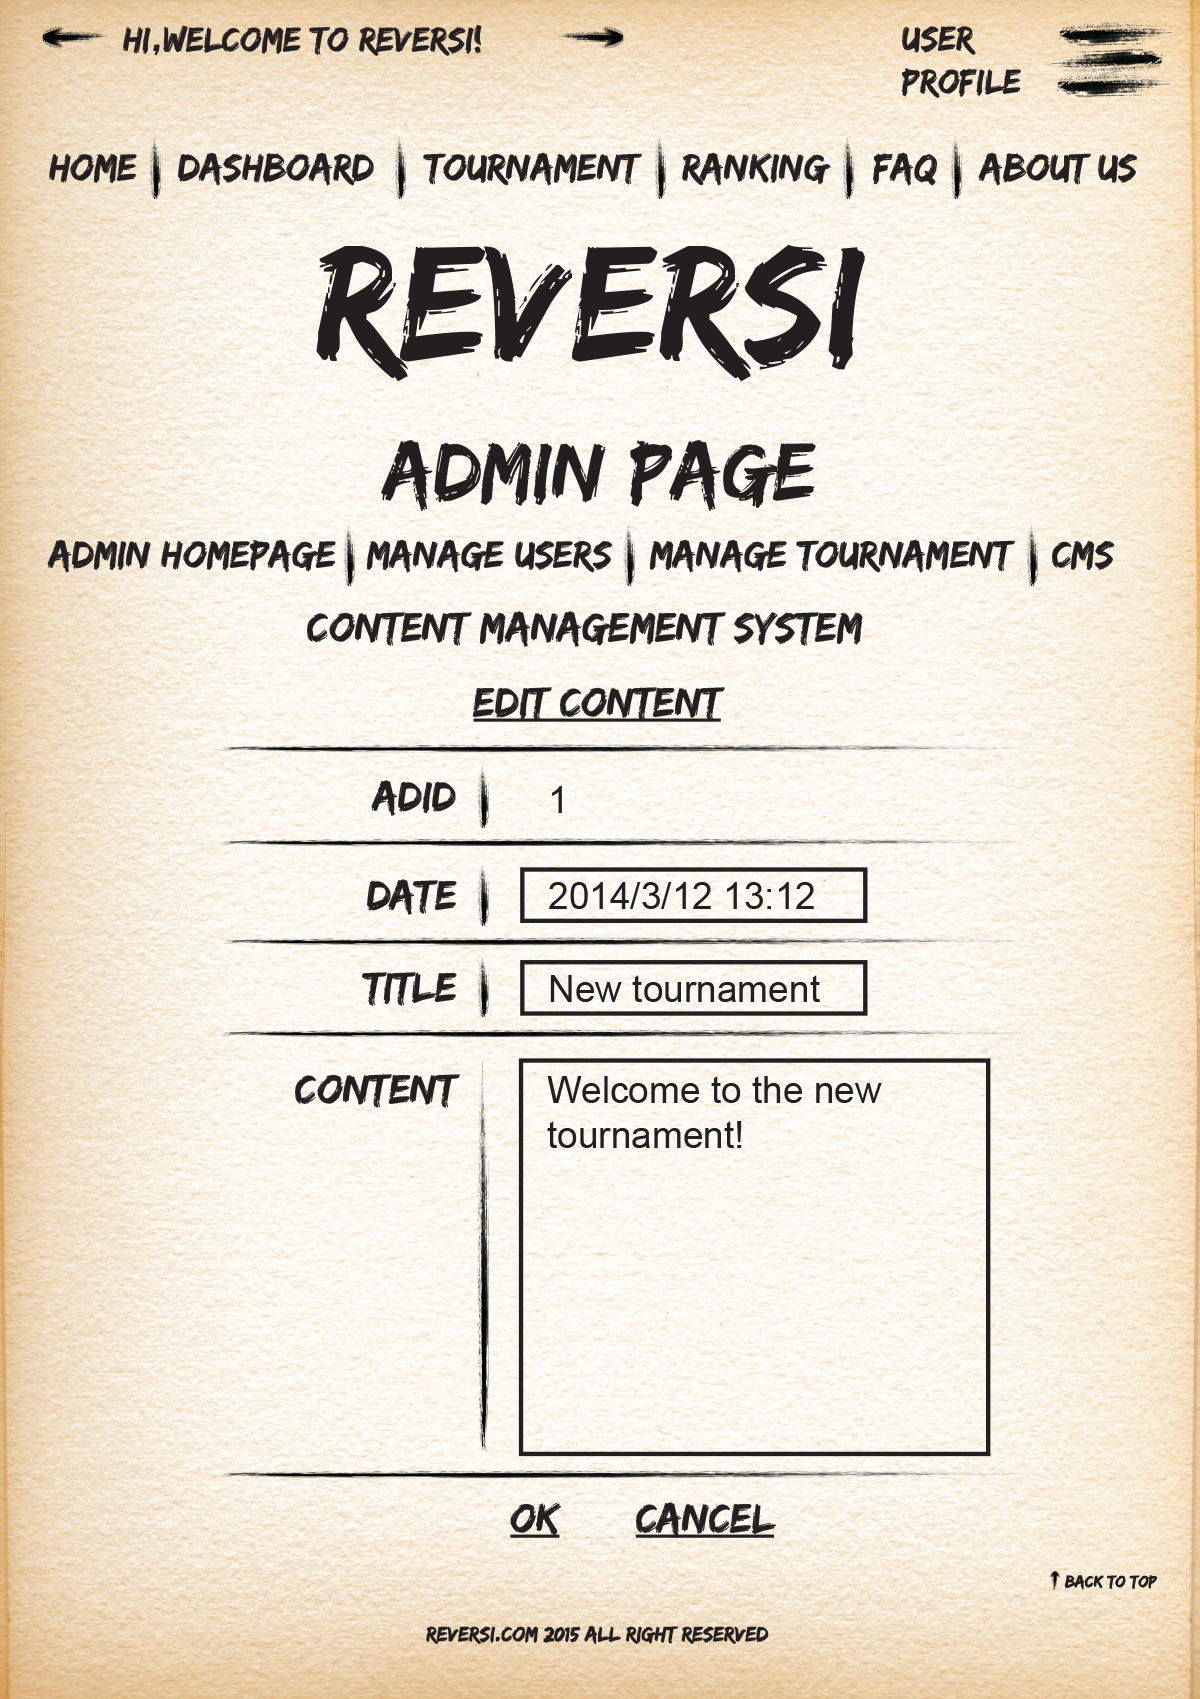 HI,WELCOME TO REVERSI!
USER
PROFILE
HOME DASHBOARD TOURNAMENT RANKING FAQ ABOUT US
REVERSI
ADMIN PAGE
ADMIN HOMEPAGE MANAGE USERS MANAGE TOURNAMENT CMS
CONTENT MANAGEMENT SYSTEM
EDIT CONTENT
ADID 1
DATE 2014/3/12 13:12
TITLE New tournament
CONTENT Welcome to the new
tournament!
OK CANCEL
BACK TO TOP
REVERSI.COM 2015 ALL RIGHT RESERVED